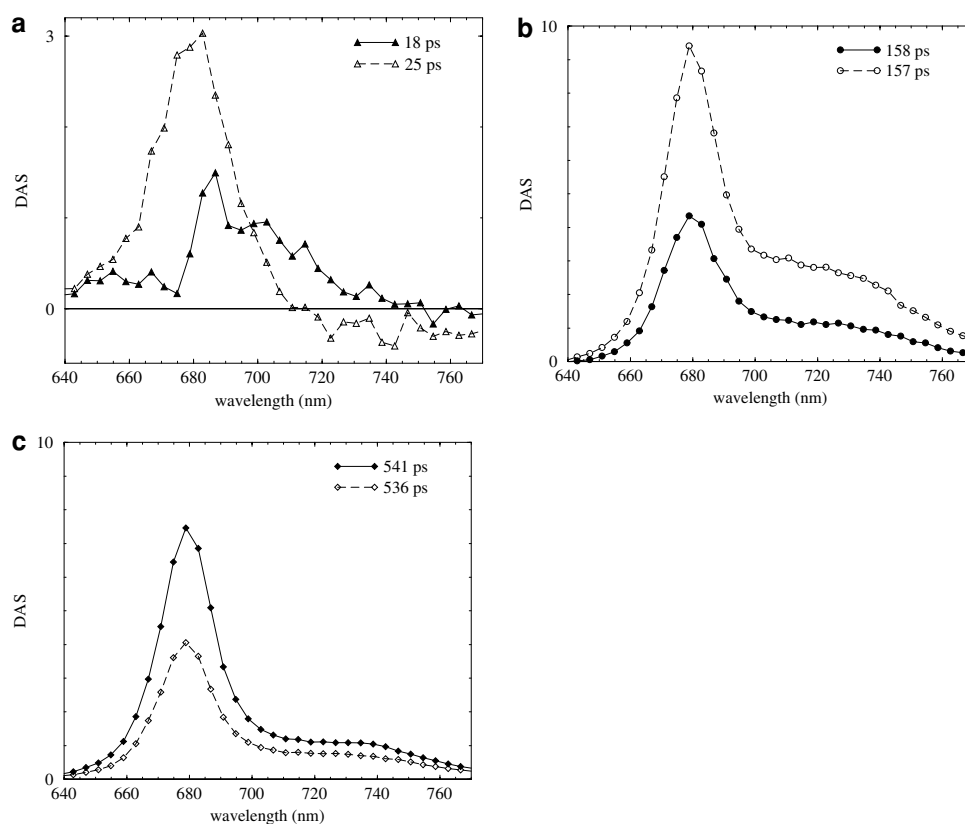 a
3
18 ps
25 ps
DAS
0
640 660 680 700 720 740 760
wavelength (nm)
b
10
158 ps
157 ps
DAS
0
640 660 680 700 720 740 760
wavelength (nm)
c
10
541 ps
536 ps
DAS
0
640 660 680 700 720 740 760
wavelength (nm)